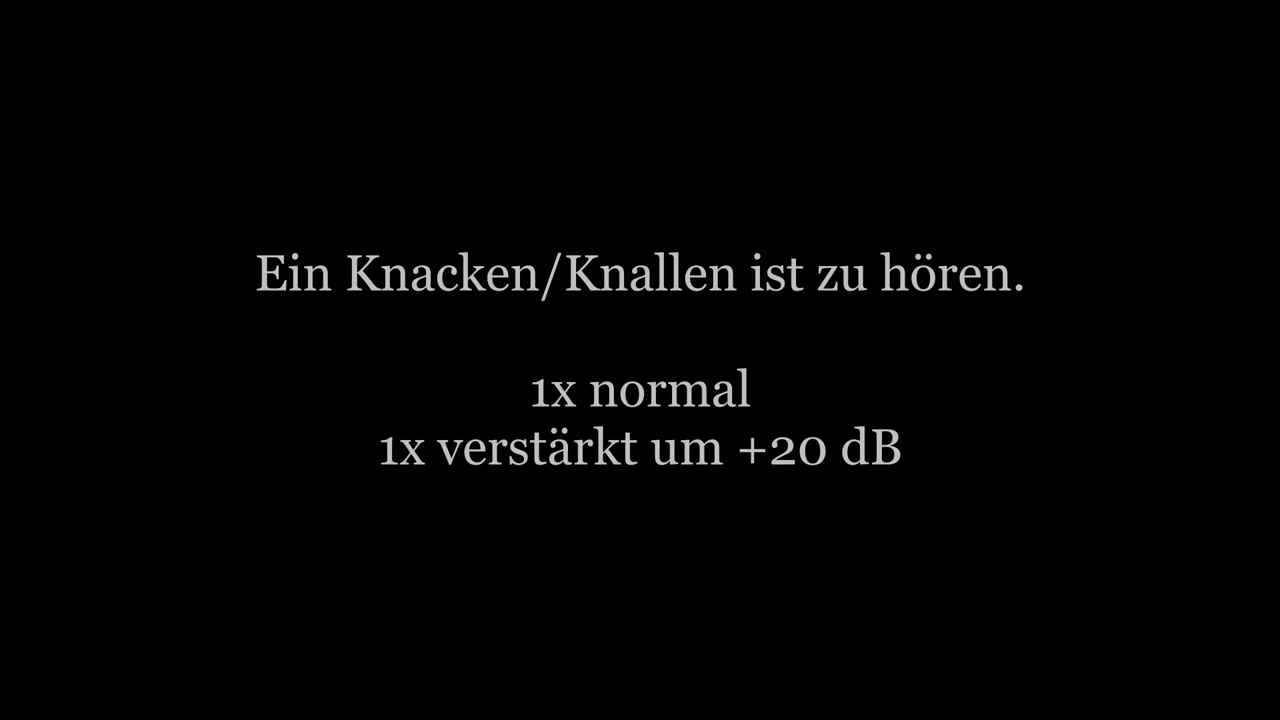 Ein Knacken/Knallen ist zu hören.
1x normal
1x verstärkt um +20 dB